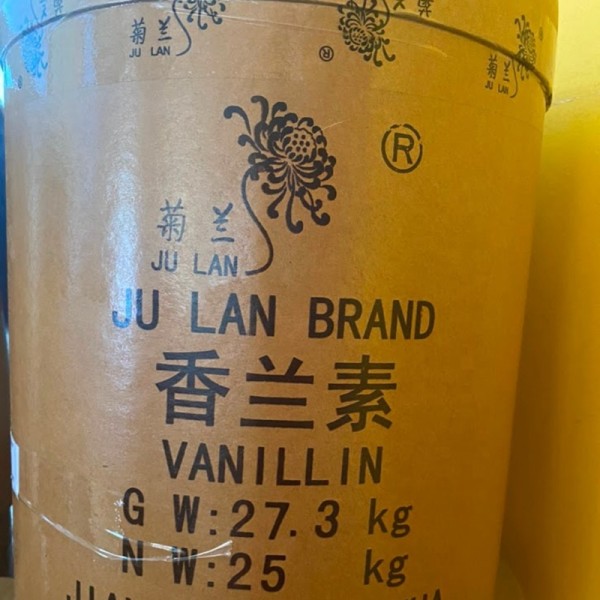 菊兰
JU LAN
®
菊兰
JU LAN
®
菊兰
JU LAN
JU LAN BRAND
香兰素
VANILLIN
G W:27.3 kg
N W:25 kg